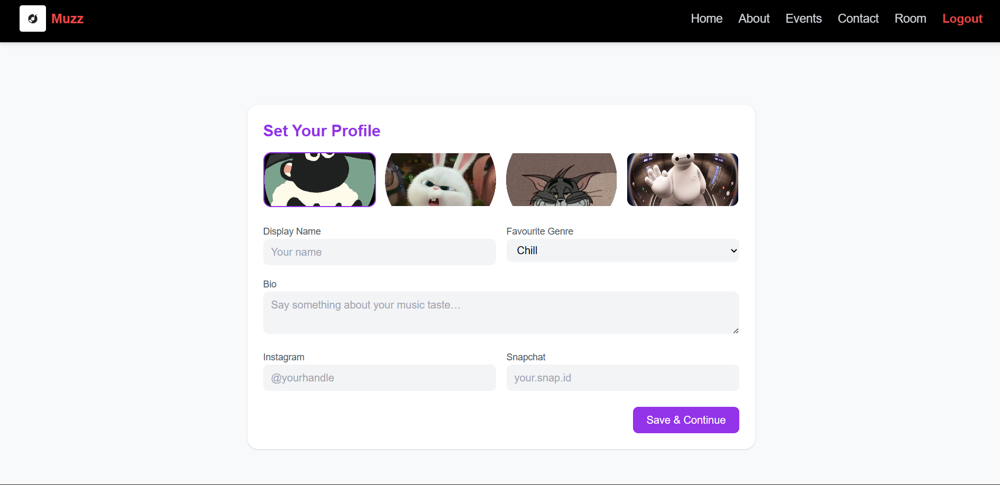 Muzz
Home About Events Contact Room Logout
Set Your Profile
Display Name
Favourite Genre
Your name
Chill
Bio
Say something about your music taste…
Instagram
Snapchat
@yourhandle
your.snap.id
Save & Continue